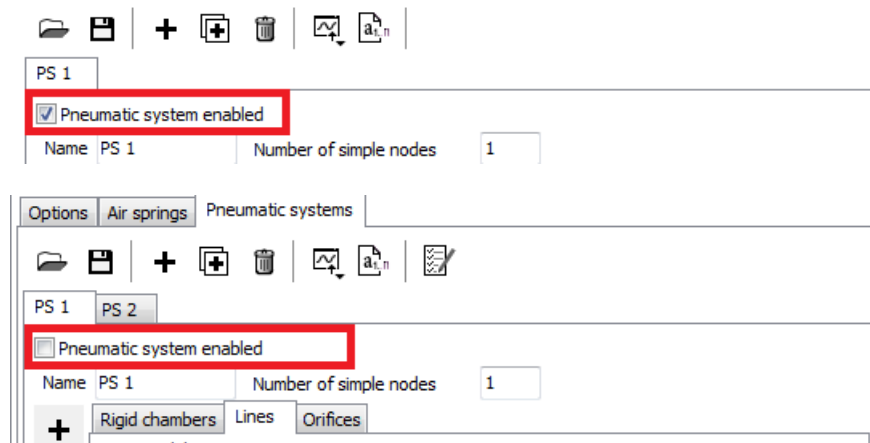 PS 1
Pneumatic system enabled
Name PS 1 Number of simple nodes 1
Options Air springs Pneumatic systems
PS 1 PS 2
Pneumatic system enabled
Name PS 1 Number of simple nodes 1
Rigid chambers Lines Orifices